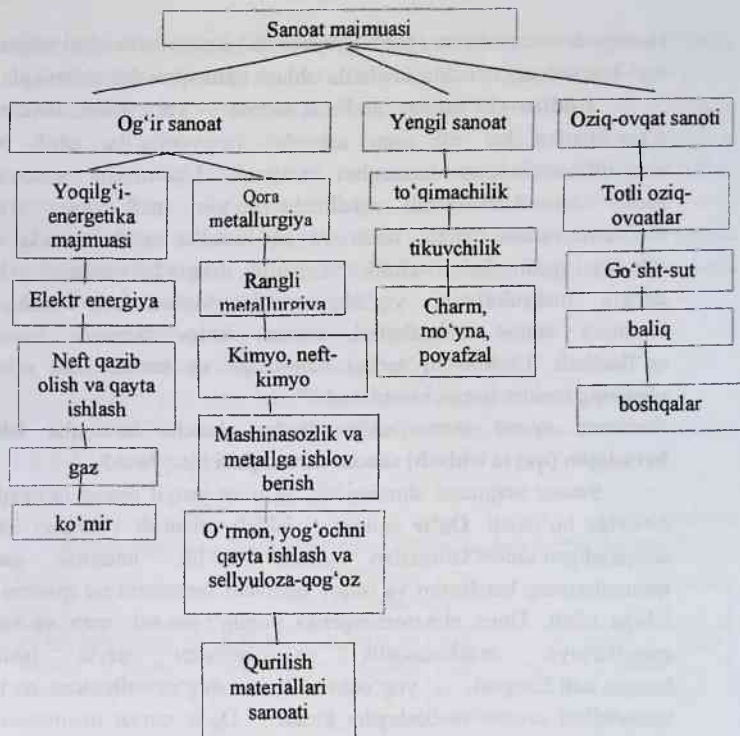 Sanoat majmuasi
Og‘ir sanoat
Yengil sanoat
Oziq-ovqat sanoti
Yoqilg‘i-
energetika
majmuasi
Elektr energiya
Neft qazib
olish va qayta
ishlash
gaz
ko‘mir
Qora
metallurgiya
Rangli
metallurgiya
Kimyo, neft-
kimyo
Mashinasozlik va
metallga ishlov
berish
O‘rmon, yog‘ochni
qayta ishlash va
sellyuloza-qog‘oz
Qurilish
materiallari
sanoati
to‘qimachilik
tikuvchilik
Charm,
mo‘yna,
poyafzal
Totli oziq-
ovqatlar
Go‘sht-sut
baliq
boshqalar